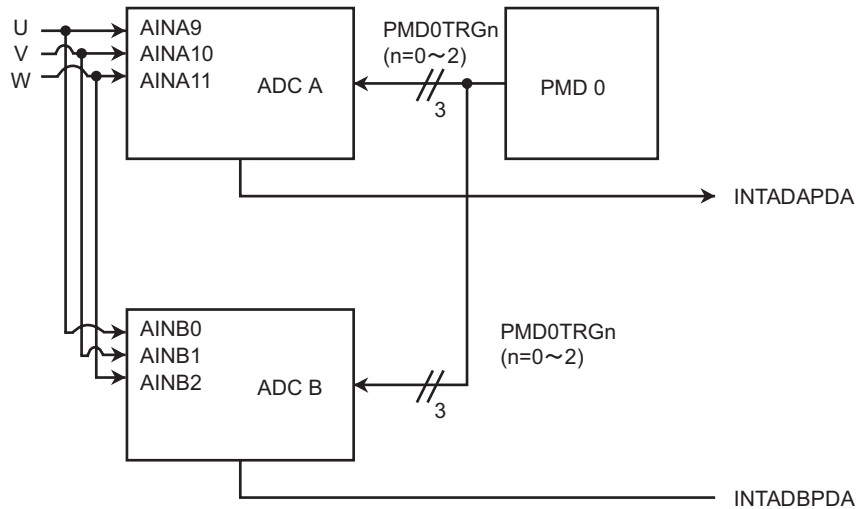 U
V
W
AINA9
AINA10
AINA11
ADC A
PMD0TRGn
(n=0～2)
3
PMD 0
INTADAPDA
AINB0
AINB1
AINB2
ADC B
PMD0TRGn
(n=0～2)
3
INTADBPDA